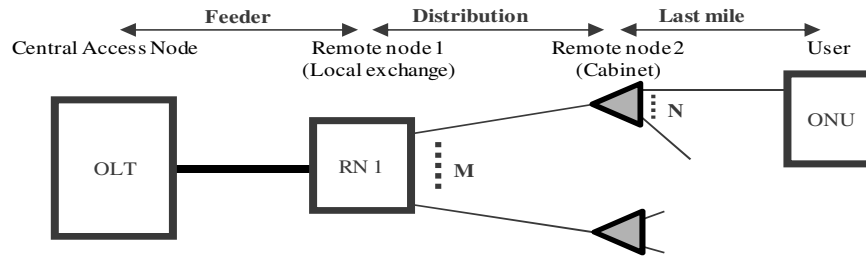 Feeder Distribution Last mile
Central Access Node Remote node 1 Remote node 2 User
(Local exchange) (Cabinet)
OLT RN 1 M N ONU